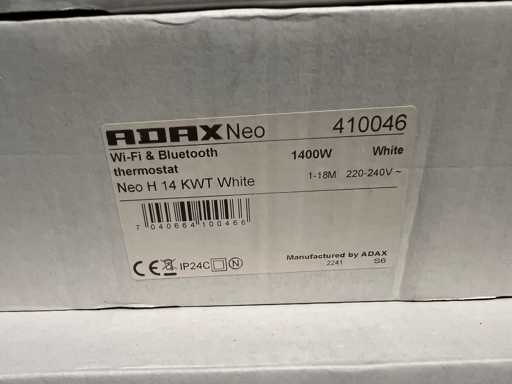 ADAX Neo 410046
Wi-Fi & Bluetooth
thermostat
1400W White
Neo H 14 KWT White
1-18M 220-240V ~
7 040664 100466
CE IP24C N
Manufactured by ADAX
2241 S6